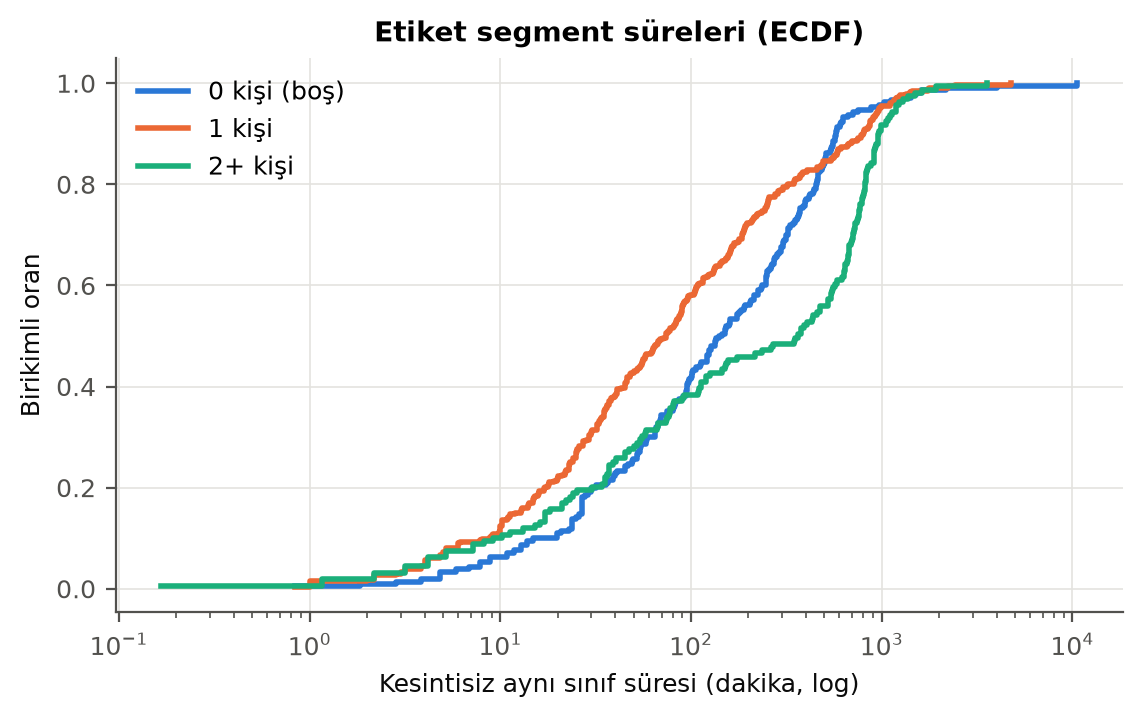 Etiket segment süreleri (ECDF)
0 kişi (boş)
1 kişi
2+ kişi
Birikimli oran
1.0
0.8
0.6
0.4
0.2
0.0
10⁻¹ 10⁰ 10¹ 10² 10³ 10⁴
Kesintisiz aynı sınıf süresi (dakika, log)